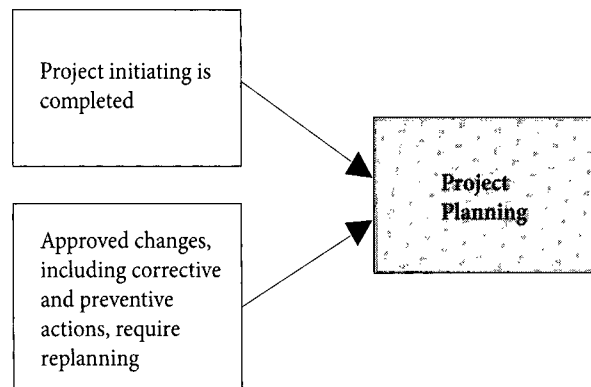 Project initiating is
completed
Project
Planning
Approved changes,
including corrective
and preventive
actions, require
replanning